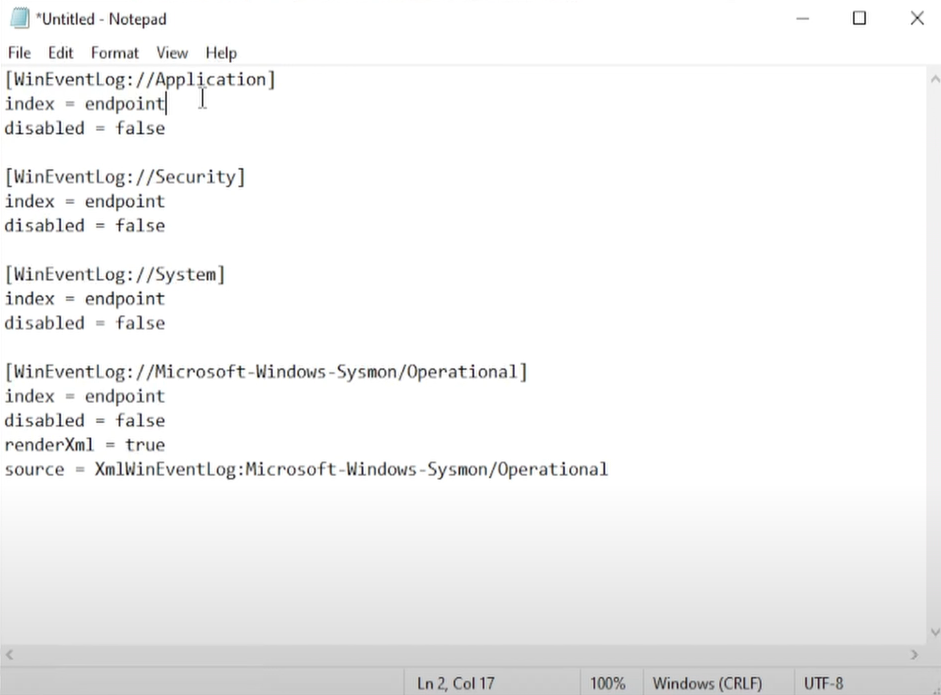 *Untitled - Notepad
File Edit Format View Help
[WinEventLog://Application]
index = endpoint
disabled = false
[WinEventLog://Security]
index = endpoint
disabled = false
[WinEventLog://System]
index = endpoint
disabled = false
[WinEventLog://Microsoft-Windows-Sysmon/Operational]
index = endpoint
disabled = false
renderXml = true
source = XmlWinEventLog:Microsoft-Windows-Sysmon/Operational
Ln 2, Col 17 100% Windows (CRLF) UTF-8